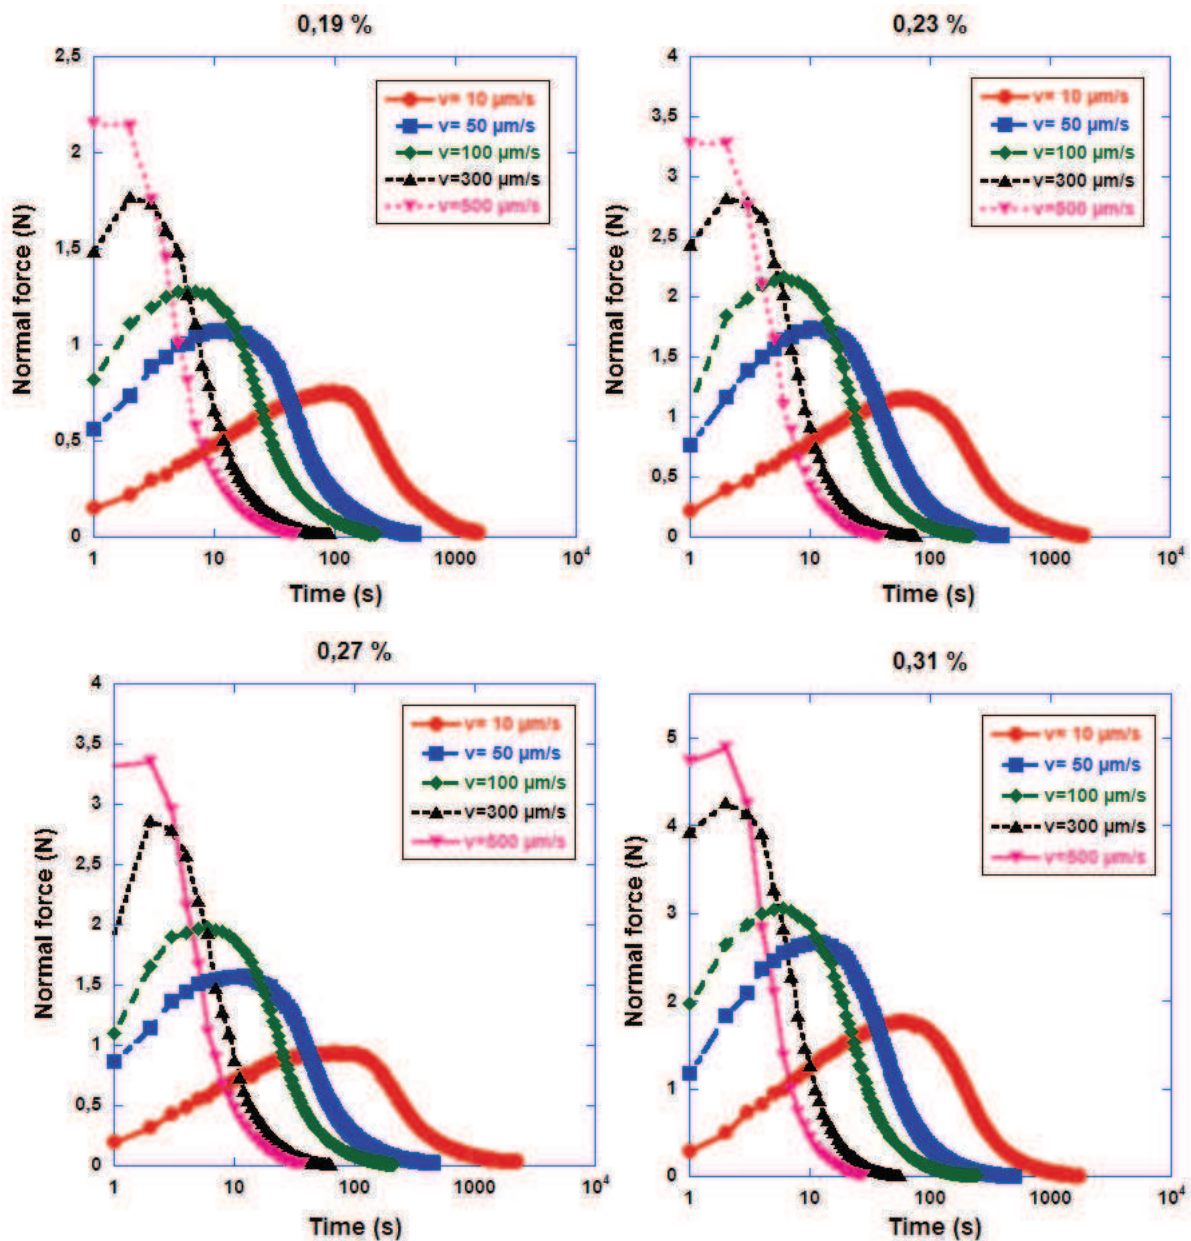 0,19 %
2,5
2
1,5
1
0,5
0
Normal force (N)
v= 10 µm/s
v= 50 µm/s
v=100 µm/s
v=300 µm/s
v=500 µm/s
1
10
100
1000
10⁴
Time (s)
0,23 %
4
3,5
3
2,5
2
1,5
1
0,5
0
Normal force (N)
v= 10 µm/s
v= 50 µm/s
v=100 µm/s
v=300 µm/s
v=500 µm/s
1
10
100
1000
10⁴
Time (s)
0,27 %
4
3,5
3
2,5
2
1,5
1
0,5
0
Normal force (N)
v= 10 µm/s
v= 50 µm/s
v=100 µm/s
v=300 µm/s
v=500 µm/s
1
10
100
1000
10⁴
Time (s)
0,31 %
5
4
3
2
1
0
Normal force (N)
v= 10 µm/s
v= 50 µm/s
v=100 µm/s
v=300 µm/s
v=500 µm/s
1
10
100
1000
10⁴
Time (s)